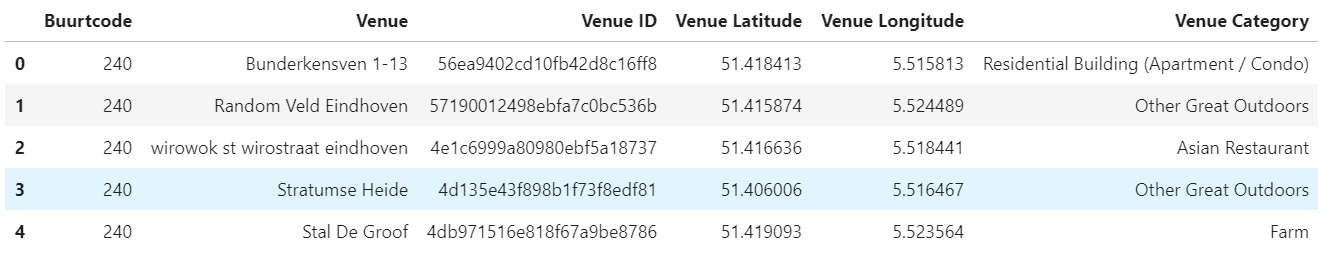 Buurtcode Venue Venue ID Venue Latitude Venue Longitude Venue Category
0 240 Bunderkensven 1-13 56ea9402cd10fb42d8c16ff8 51.418413 5.515813 Residential Building (Apartment / Condo)
1 240 Random Veld Eindhoven 57190012498ebfa7c0bc536b 51.415874 5.524489 Other Great Outdoors
2 240 wirowok st wirostraat eindhoven 4e1c6999a80980ebf5a18737 51.416636 5.518441 Asian Restaurant
3 240 Stratumse Heide 4d135e43f898b1f73f8edf81 51.406006 5.516467 Other Great Outdoors
4 240 Stal De Groof 4db971516e818f67a9be8786 51.419093 5.523564 Farm